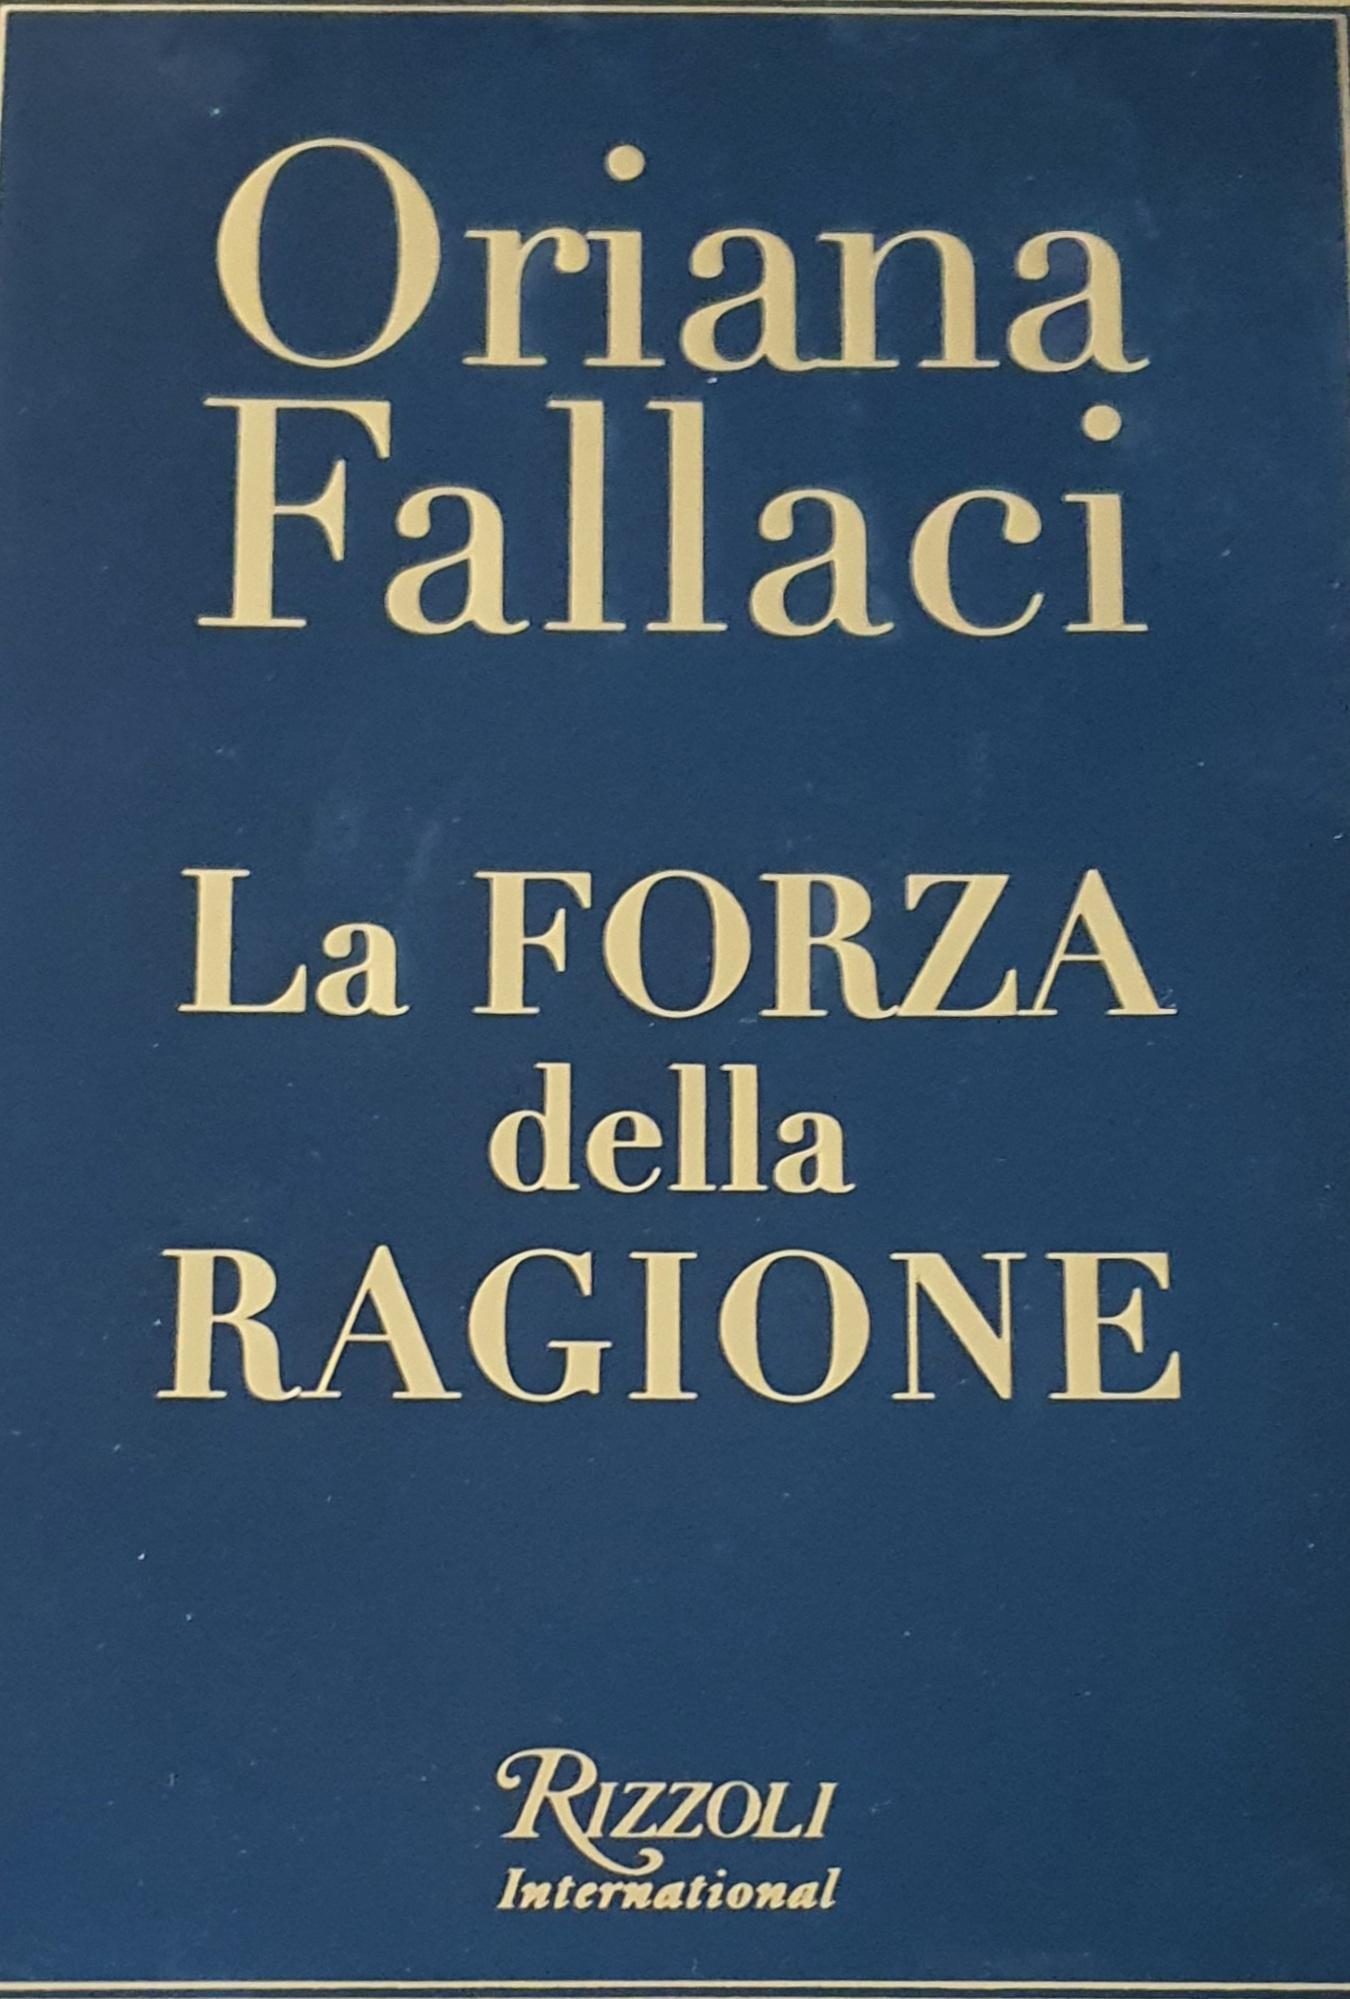 Oriana
Fallaci
La FORZA
della
RAGIONE
RIZZOLI
International